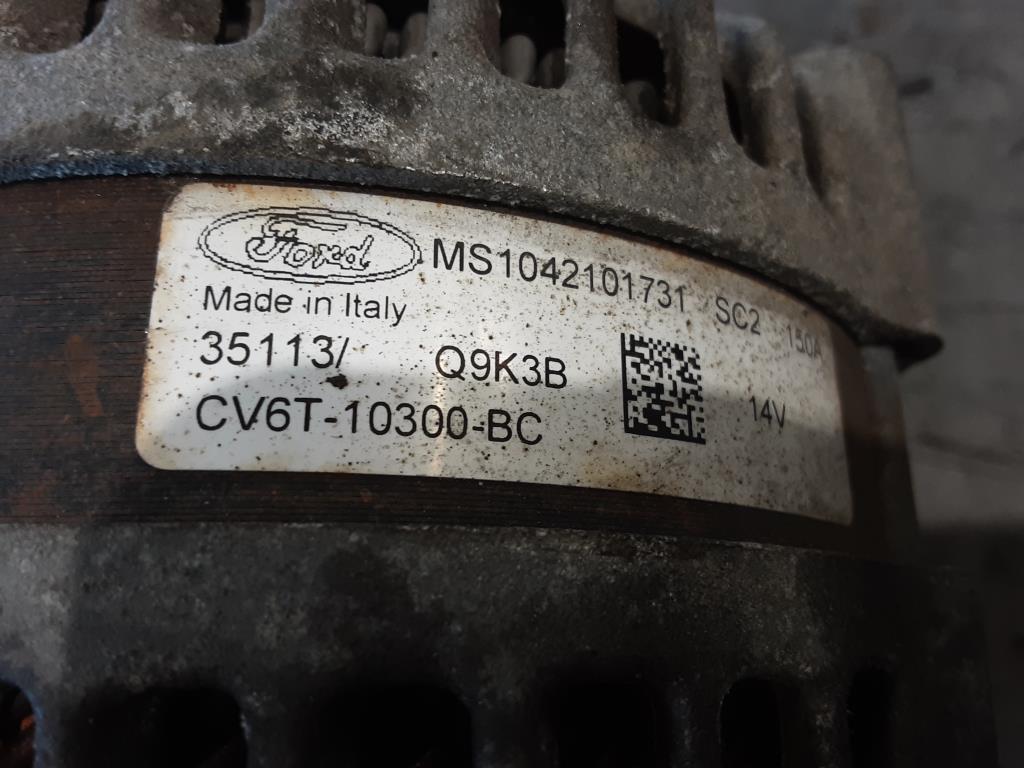 Ford MS1042101731 SC2 150A
Made in Italy
35113/ Q9K3B 14V
CV6T-10300-BC